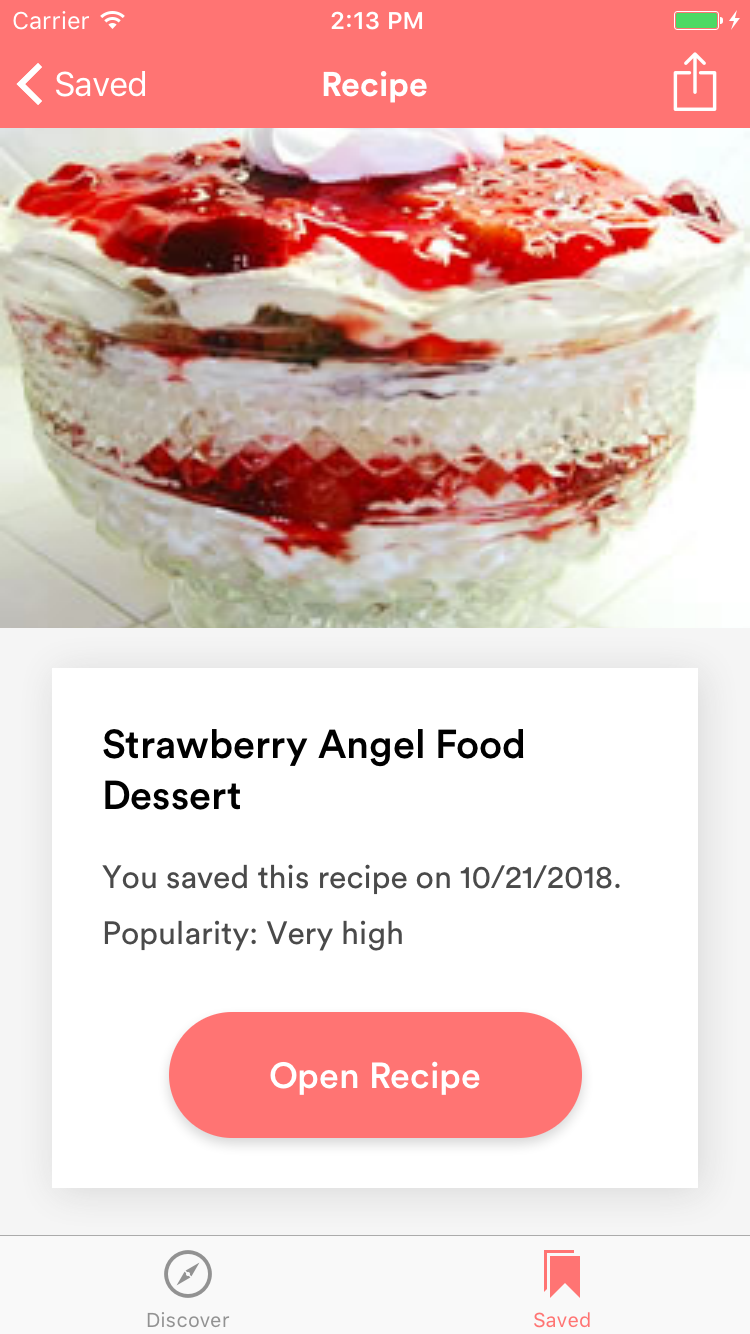 Carrier 2:13 PM
Saved Recipe
Strawberry Angel Food
Dessert
You saved this recipe on 10/21/2018.
Popularity: Very high
Open Recipe
Discover Saved